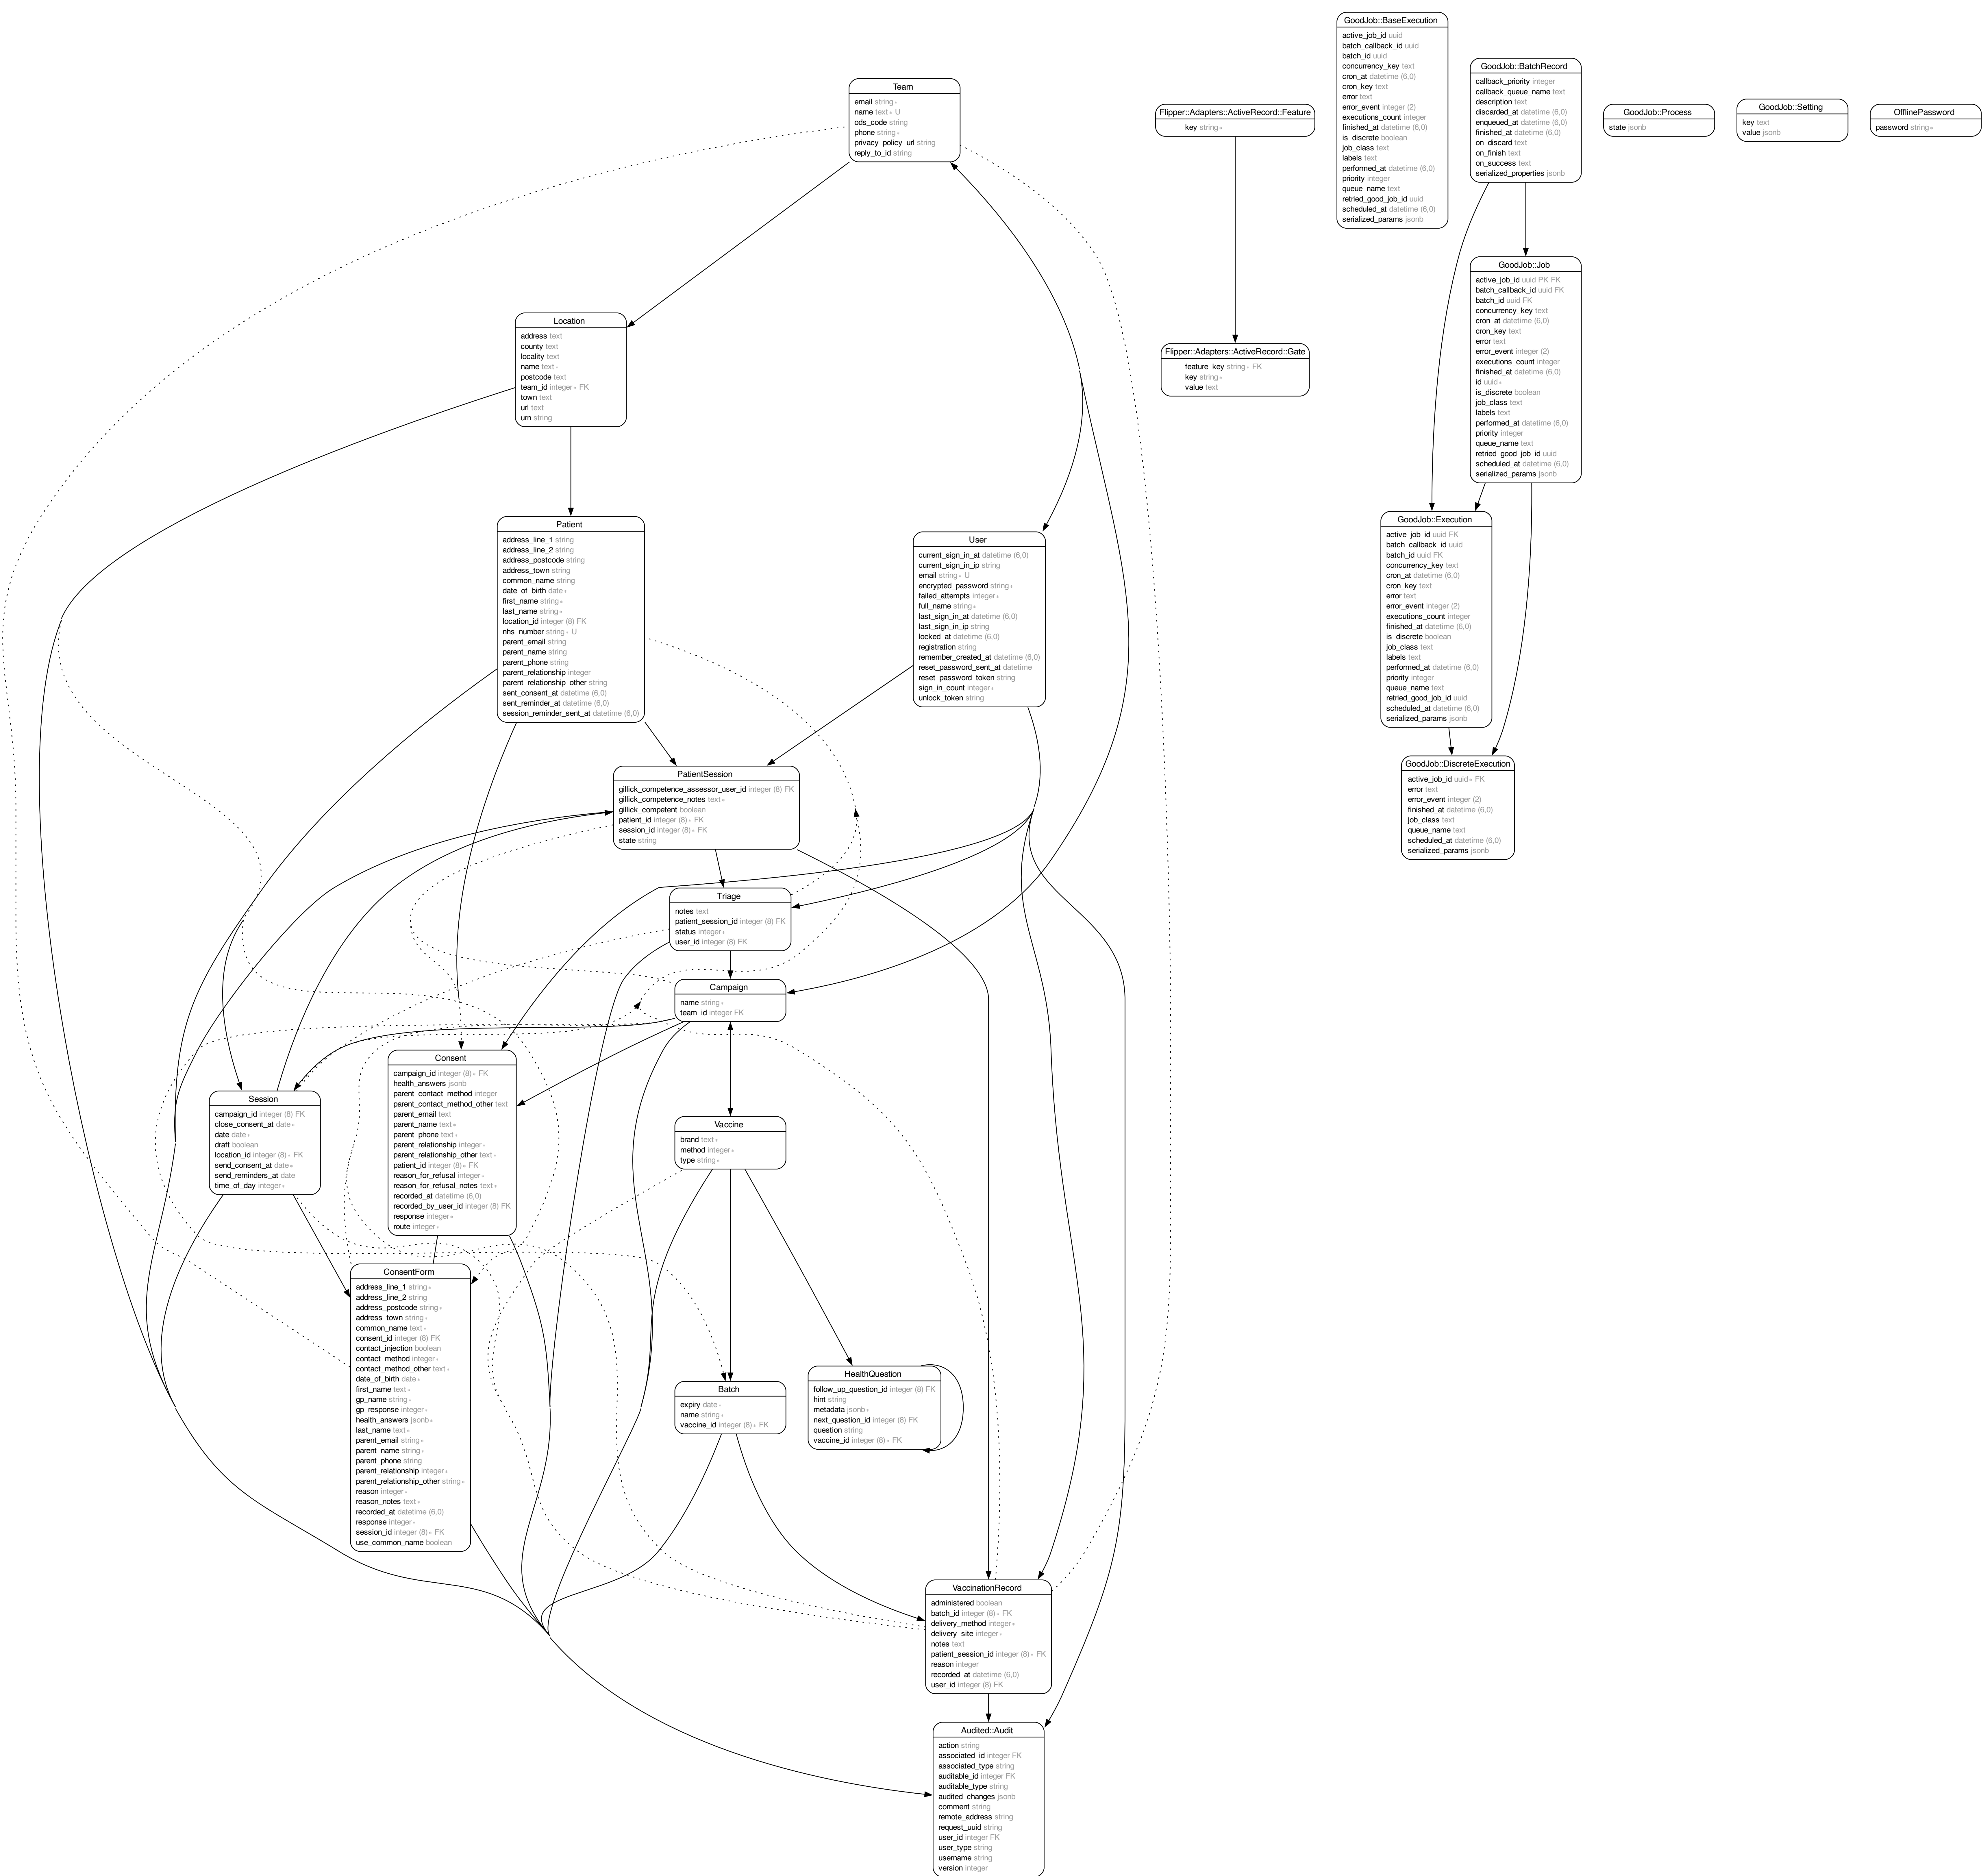 Team
email string ∗
name text ∗ U
ods_code string
phone string ∗
privacy_policy_url string
reply_to_id string
Flipper::Adapters::ActiveRecord::Feature
key string ∗
GoodJob::BaseExecution
active_job_id uuid
batch_callback_id uuid
batch_id uuid
concurrency_key text
cron_at datetime (6,0)
cron_key text
error text
error_event integer (2)
executions_count integer
finished_at datetime (6,0)
is_discrete boolean
job_class text
labels text
performed_at datetime (6,0)
priority integer
queue_name text
retried_good_job_id uuid
scheduled_at datetime (6,0)
serialized_params jsonb
GoodJob::BatchRecord
callback_priority integer
callback_queue_name text
description text
discarded_at datetime (6,0)
enqueued_at datetime (6,0)
finished_at datetime (6,0)
on_discard text
on_finish text
on_success text
serialized_properties jsonb
GoodJob::Process
state jsonb
GoodJob::Setting
key text
value jsonb
OfflinePassword
password string ∗
GoodJob::Job
active_job_id uuid PK FK
batch_callback_id uuid FK
batch_id uuid FK
concurrency_key text
cron_at datetime (6,0)
cron_key text
error text
error_event integer (2)
executions_count integer
finished_at datetime (6,0)
id uuid ∗
is_discrete boolean
job_class text
labels text
performed_at datetime (6,0)
priority integer
queue_name text
retried_good_job_id uuid
scheduled_at datetime (6,0)
serialized_params jsonb
Location
address text
county text
locality text
name text ∗
postcode text
team_id integer ∗ FK
town text
url text
urn string
Flipper::Adapters::ActiveRecord::Gate
feature_key string ∗ FK
key string ∗
value text
Patient
address_line_1 string
address_line_2 string
address_postcode string
address_town string
common_name string
date_of_birth date ∗
first_name string ∗
last_name string ∗
location_id integer (8) FK
nhs_number string ∗ U
parent_email string
parent_name string
parent_phone string
parent_relationship integer
parent_relationship_other string
sent_consent_at datetime (6,0)
sent_reminder_at datetime (6,0)
session_reminder_sent_at datetime (6,0)
User
current_sign_in_at datetime (6,0)
current_sign_in_ip string
email string ∗ U
encrypted_password string ∗
failed_attempts integer ∗
full_name string ∗
last_sign_in_at datetime (6,0)
last_sign_in_ip string
locked_at datetime (6,0)
registration string
remember_created_at datetime (6,0)
reset_password_sent_at datetime
reset_password_token string
sign_in_count integer ∗
unlock_token string
GoodJob::Execution
active_job_id uuid FK
batch_callback_id uuid
batch_id uuid FK
concurrency_key text
cron_at datetime (6,0)
cron_key text
error text
error_event integer (2)
executions_count integer
finished_at datetime (6,0)
is_discrete boolean
job_class text
labels text
performed_at datetime (6,0)
priority integer
queue_name text
retried_good_job_id uuid
scheduled_at datetime (6,0)
serialized_params jsonb
PatientSession
gillick_competence_assessor_user_id integer (8) FK
gillick_competence_notes text ∗
gillick_competent boolean
patient_id integer (8) ∗ FK
session_id integer (8) ∗ FK
state string
GoodJob::DiscreteExecution
active_job_id uuid ∗ FK
error text
error_event integer (2)
finished_at datetime (6,0)
job_class text
queue_name text
scheduled_at datetime (6,0)
serialized_params jsonb
Triage
notes text
patient_session_id integer (8) FK
status integer ∗
user_id integer (8) FK
Campaign
name string ∗
team_id integer FK
Consent
campaign_id integer (8) ∗ FK
health_answers jsonb
parent_contact_method integer
parent_contact_method_other text
parent_email text
parent_name text ∗
parent_phone text ∗
parent_relationship integer ∗
parent_relationship_other text ∗
patient_id integer (8) ∗ FK
reason_for_refusal integer ∗
reason_for_refusal_notes text ∗
recorded_at datetime (6,0)
recorded_by_user_id integer (8) FK
response integer ∗
route integer ∗
Session
campaign_id integer (8) FK
close_consent_at date ∗
date date ∗
draft boolean
location_id integer (8) ∗ FK
send_consent_at date ∗
send_reminders_at date
time_of_day integer ∗
Vaccine
brand text ∗
method integer ∗
type string ∗
ConsentForm
address_line_1 string ∗
address_line_2 string
address_postcode string ∗
address_town string ∗
common_name text ∗
consent_id integer (8) FK
contact_injection boolean
contact_method integer ∗
contact_method_other text ∗
date_of_birth date ∗
first_name text ∗
gp_name string ∗
gp_response integer ∗
health_answers jsonb ∗
last_name text ∗
parent_email string ∗
parent_name string ∗
parent_phone string
parent_relationship integer ∗
parent_relationship_other string ∗
reason integer ∗
reason_notes text ∗
recorded_at datetime (6,0)
response integer ∗
session_id integer (8) ∗ FK
use_common_name boolean
Batch
expiry date ∗
name string ∗
vaccine_id integer (8) ∗ FK
HealthQuestion
follow_up_question_id integer (8) FK
hint string
metadata jsonb ∗
next_question_id integer (8) FK
question string
vaccine_id integer (8) ∗ FK
VaccinationRecord
administered boolean
batch_id integer (8) ∗ FK
delivery_method integer ∗
delivery_site integer ∗
notes text
patient_session_id integer (8) ∗ FK
reason integer
recorded_at datetime (6,0)
user_id integer (8) FK
Audited::Audit
action string
associated_id integer FK
associated_type string
auditable_id integer FK
auditable_type string
audited_changes jsonb
comment string
remote_address string
request_uuid string
user_id integer FK
user_type string
username string
version integer